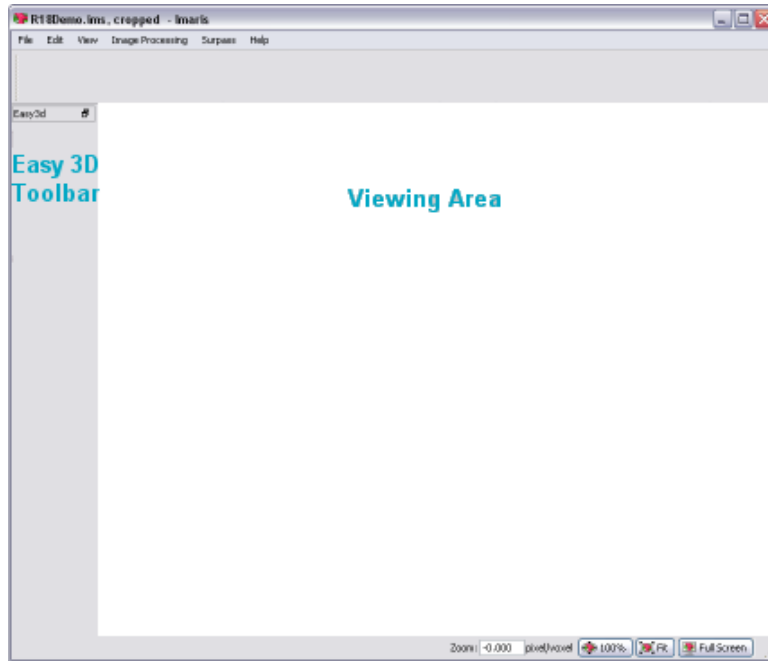 R18Demo.ims, cropped - Imaris
File Edit View Image Processing Surpass Help
Easy3d
Easy 3D
Toolbar
Viewing Area
Zoom: -0.000 pixel/voxel 100% Fit Full Screen